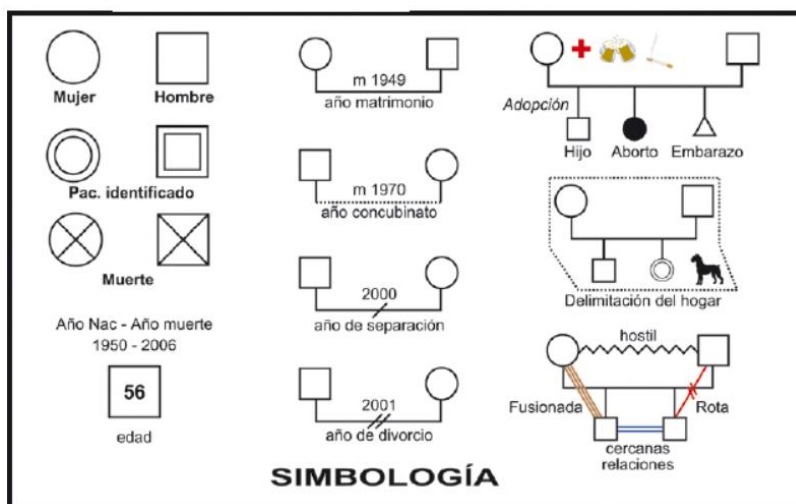 Mujer
Hombre
Pac. identificado
Muerte
Año Nac - Año muerte
1950 - 2006
56
edad
m 1949
año matrimonio
m 1970
año concubinato
2000
año de separación
2001
año de divorcio
Adopción
Hijo
Aborto
Embarazo
Delimitación del hogar
hostil
Fusionada
Rota
cercanas
relaciones
SIMBOLOGÍA